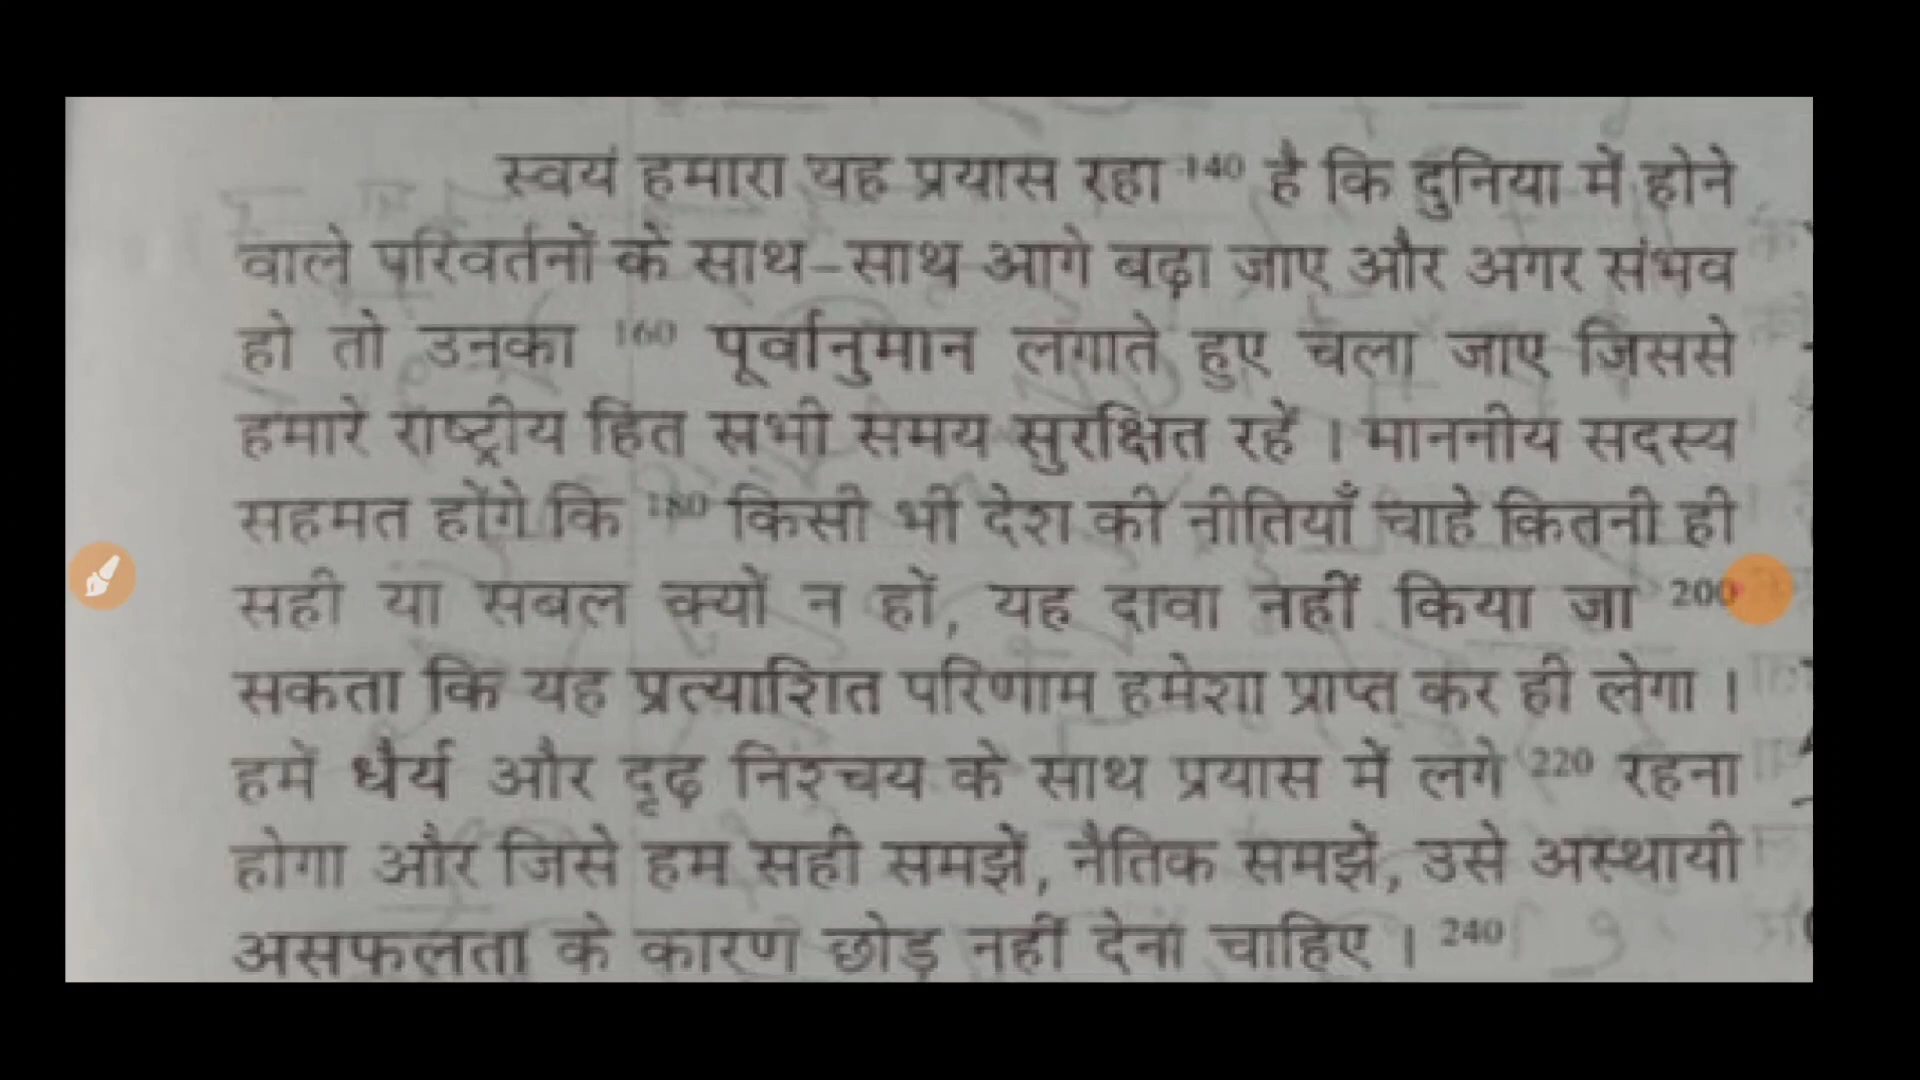 स्वयं हमारा यह प्रयास रहा 140 है कि दुनिया में होने
वाले परिवर्तनों के साथ-साथ आगे बढ़ा जाए और अगर संभव
हो तो उनका 160 पूर्वानुमान लगाते हुए चला जाए जिससे
हमारे राष्ट्रीय हित सभी समय सुरक्षित रहें । माननीय सदस्य
सहमत होंगे कि 180 किसी भी देश की नीतियाँ चाहे कितनी ही
सही या सबल क्यों न हों, यह दावा नहीं किया जा 200
सकता कि यह प्रत्याशित परिणाम हमेशा प्राप्त कर ही लेगा ।
हमें धैर्य और दृढ़ निश्चय के साथ प्रयास में लगे 220 रहना
होगा और जिसे हम सही समझें, नैतिक समझें, उसे अस्थायी
असफलता के कारण छोड़ नहीं देना चाहिए । 240